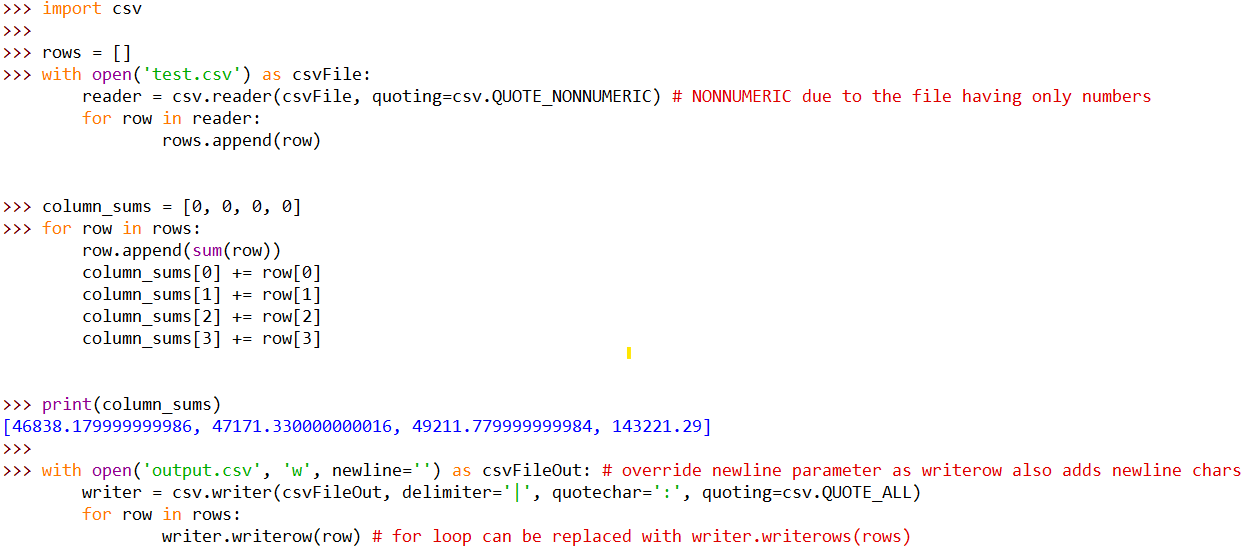 >>> import csv
>>>
>>> rows = []
>>> with open('test.csv') as csvFile:
        reader = csv.reader(csvFile, quoting=csv.QUOTE_NONNUMERIC) # NONNUMERIC due to the file having only numbers
        for row in reader:
                rows.append(row)
>>> column_sums = [0, 0, 0, 0]
>>> for row in rows:
        row.append(sum(row))
        column_sums[0] += row[0]
        column_sums[1] += row[1]
        column_sums[2] += row[2]
        column_sums[3] += row[3]
>>> print(column_sums)
[46838.179999999986, 47171.330000000016, 49211.779999999984, 143221.29]
>>>
>>> with open('output.csv', 'w', newline='') as csvFileOut: # override newline parameter as writerow also adds newline chars
        writer = csv.writer(csvFileOut, delimiter='|', quotechar=':', quoting=csv.QUOTE_ALL)
        for row in rows:
                writer.writerow(row) # for loop can be replaced with writer.writerows(rows)